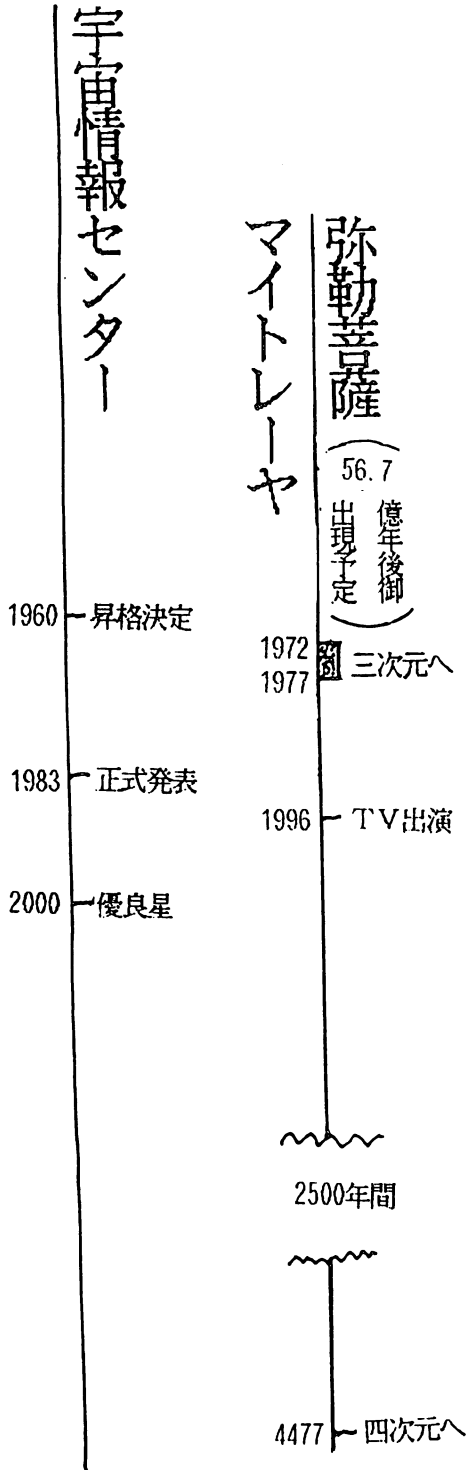 宇宙情報センター
1960 昇格決定
1983 正式発表
2000 優良星
弥勒菩薩
マイトレーヤ
(56.7
億年後御
出現予定)
1972
1977 三次元へ
1996 TV出演
2500年間
4477 四次元へ